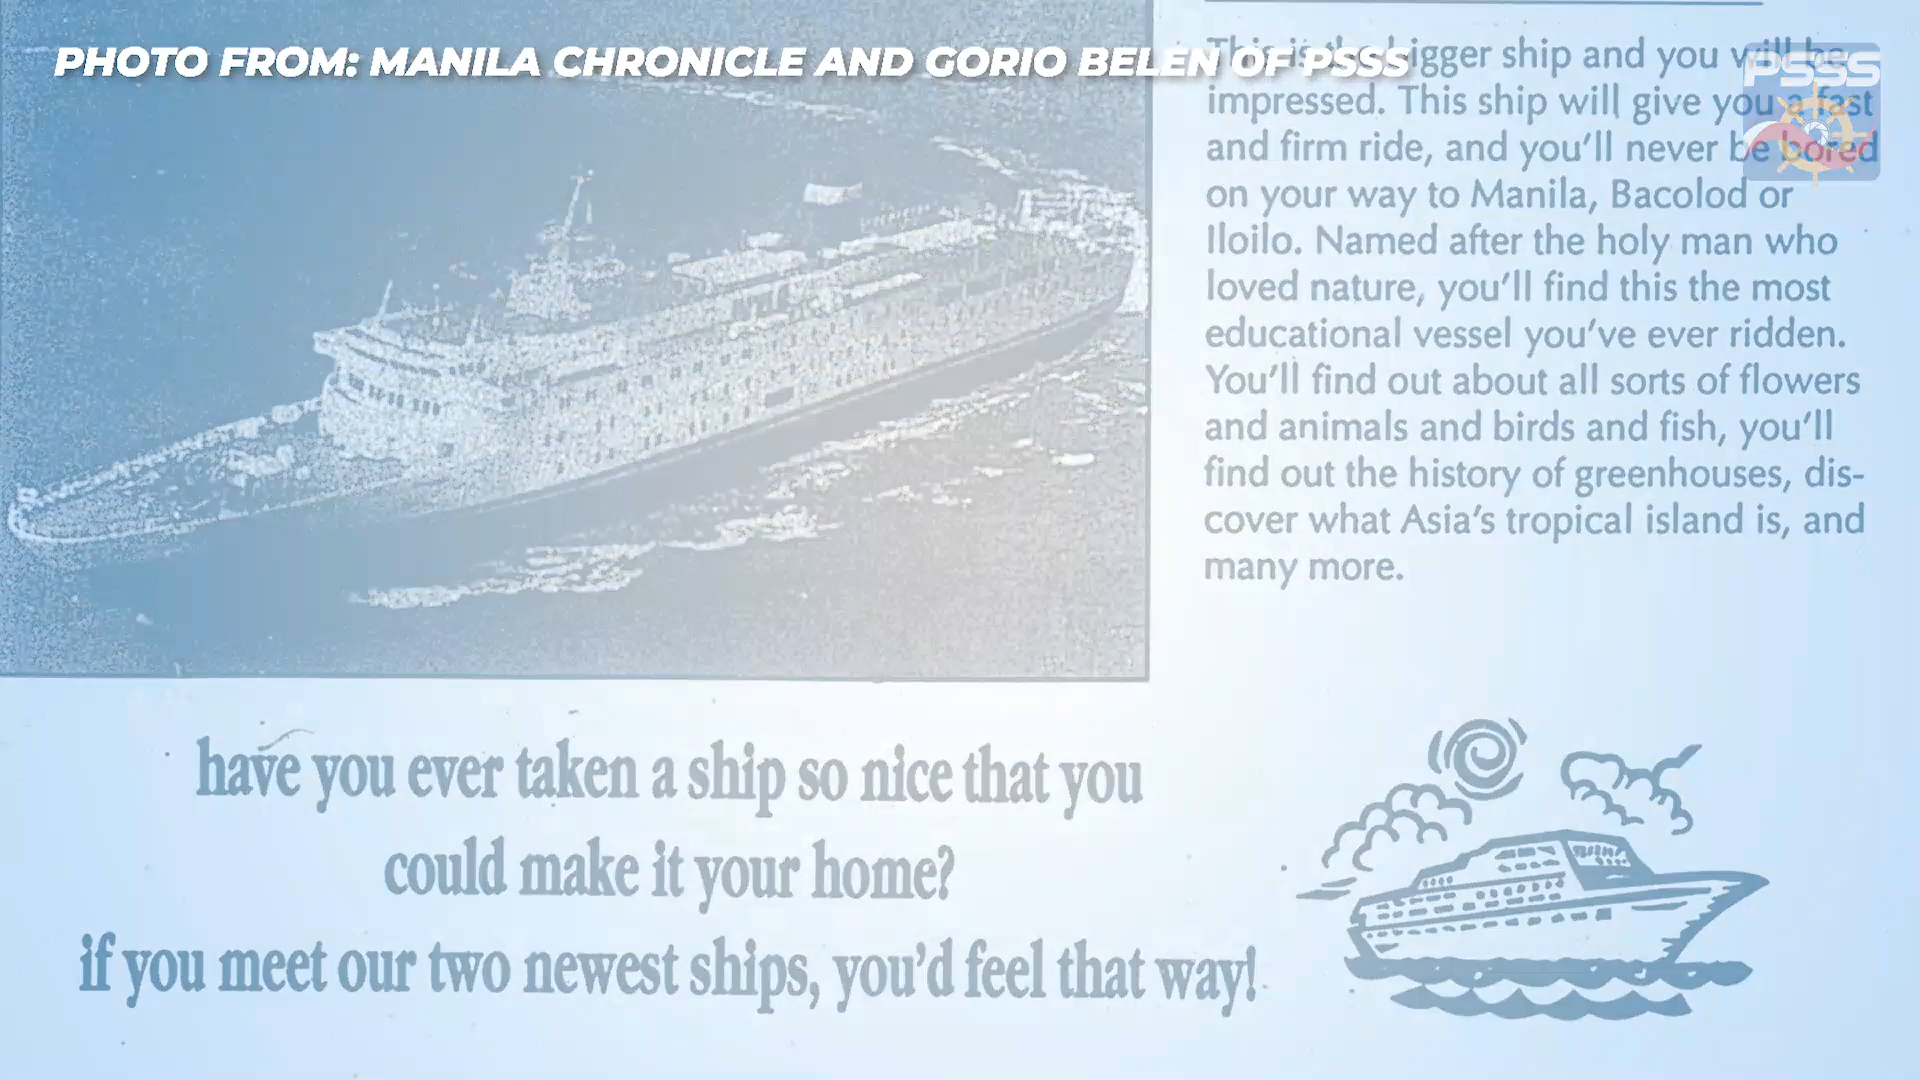 PHOTO FROM: MANILA CHRONICLE AND GORIO BELEN OF PSSS
PSSS
This is the bigger ship and you will be
impressed. This ship will give you a fast
and firm ride, and you'll never be bored
on your way to Manila, Bacolod or
Iloilo. Named after the holy man who
loved nature, you'll find this the most
educational vessel you've ever ridden.
You'll find out about all sorts of flowers
and animals and birds and fish, you'll
find out the history of greenhouses, dis-
cover what Asia's tropical island is, and
many more.
have you ever taken a ship so nice that you
could make it your home?
if you meet our two newest ships, you'd feel that way!